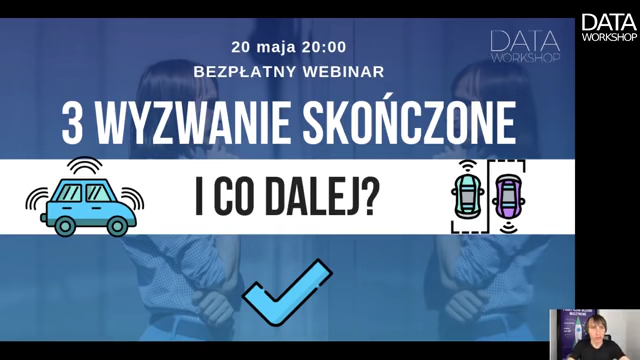 20 maja 20:00
BEZPŁATNY WEBINAR
DATA
WORKSHOP
DATA
WORKSHOP
3 WYZWANIE SKOŃCZONE
I CO DALEJ?